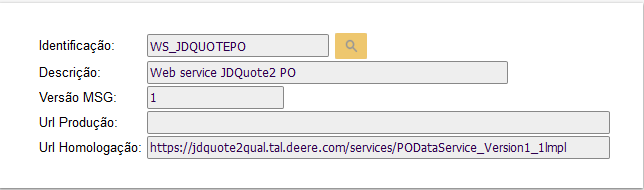 Identificação: WS_JDQUOTEPO
Descrição: Web service JDQuote2 PO
Versão MSG: 1
Url Produção:
Url Homologação: https://jdquote2qual.tal.deere.com/services/PODataService_Version1_1Impl